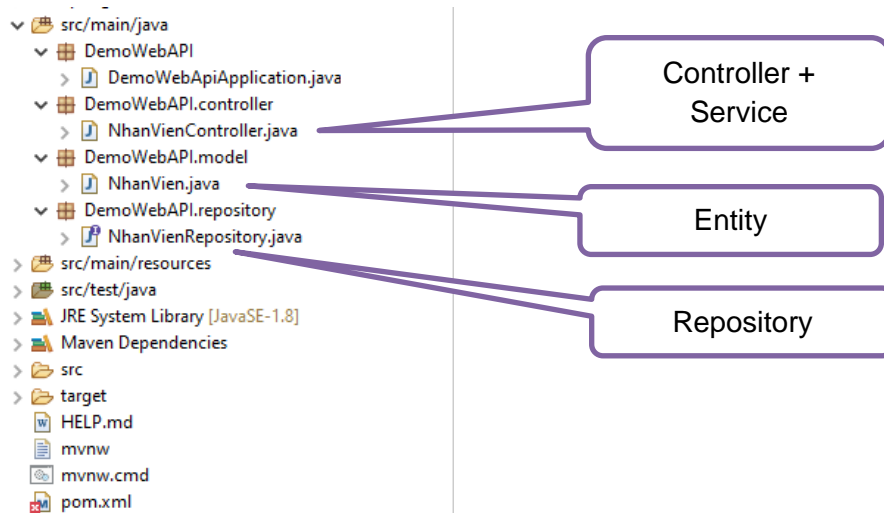 src/main/java
DemoWebAPI
DemoWebApiApplication.java
DemoWebAPI.controller
NhanVienController.java
DemoWebAPI.model
NhanVien.java
DemoWebAPI.repository
NhanVienRepository.java
src/main/resources
src/test/java
JRE System Library [JavaSE-1.8]
Maven Dependencies
src
target
HELP.md
mvnw
mvnw.cmd
pom.xml
Controller +
Service
Entity
Repository